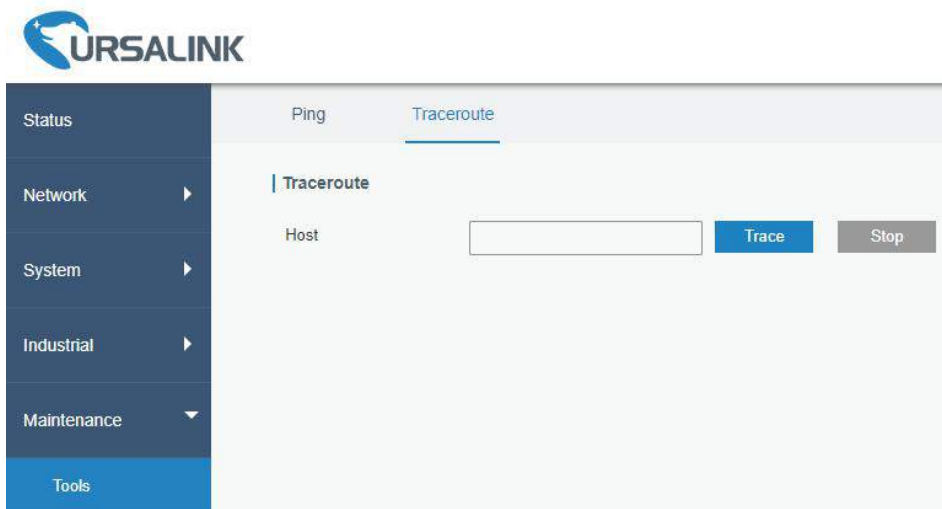 URSALINK
Status
Ping Traceroute
Network
Traceroute
Host Trace Stop
System
Industrial
Maintenance
Tools